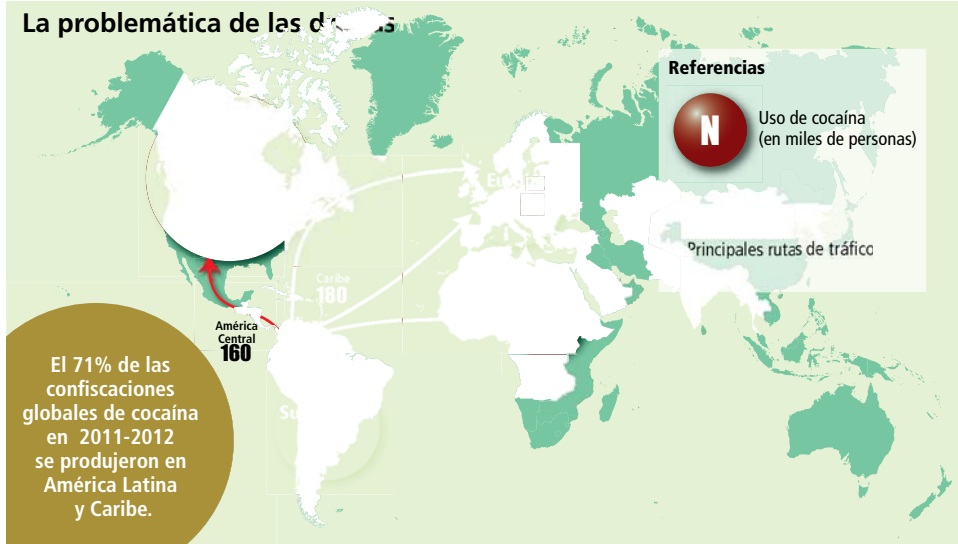 La problemática de las
Referencias
N
Uso de cocaína
(en miles de personas)
Principales rutas de tráfico
Caribe
180
América
Central
160
El 71% de las
confiscaciones
globales de cocaína
en 2011-2012
se produjeron en
América Latina
y Caribe.